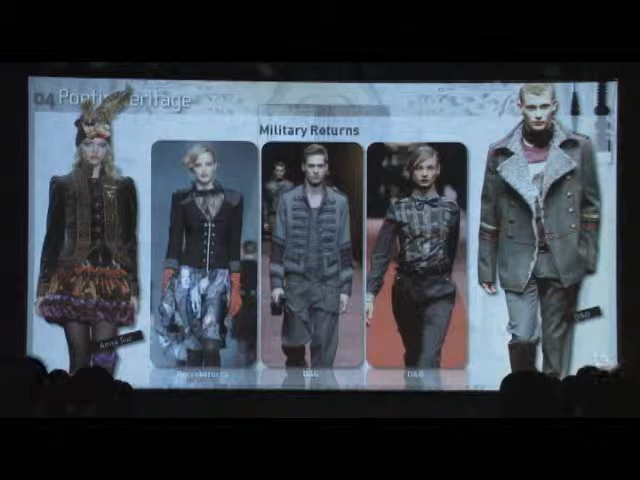 04 Poetic Heritage
Military Returns
Anna Sui
D&G
D&G
D&G